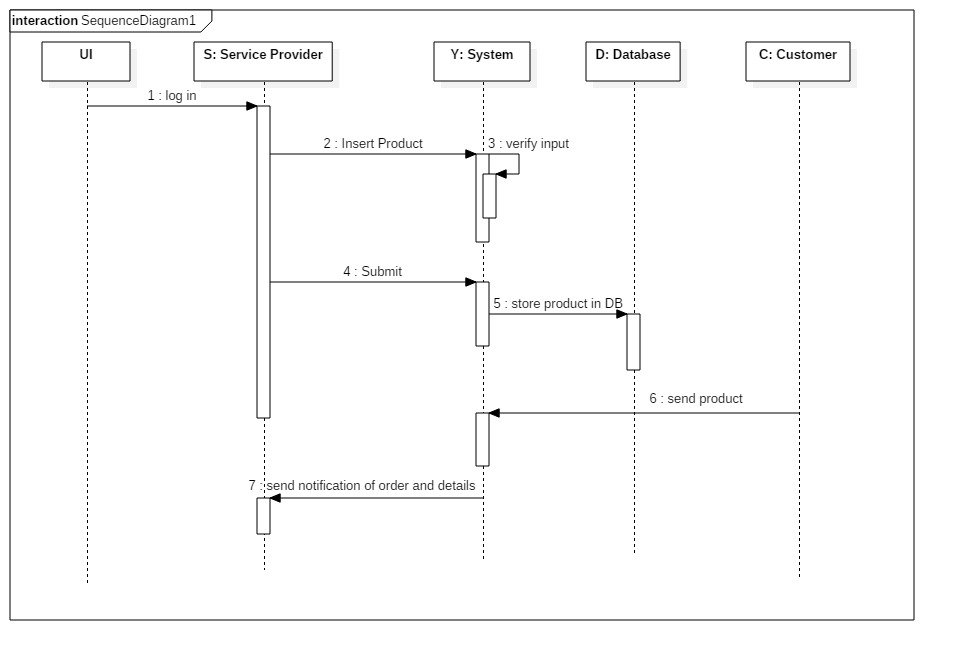 interaction SequenceDiagram1
UI
S: Service Provider
Y: System
D: Database
C: Customer
1 : log in
2 : Insert Product
3 : verify input
4 : Submit
5 : store product in DB
6 : send product
7 : send notification of order and details